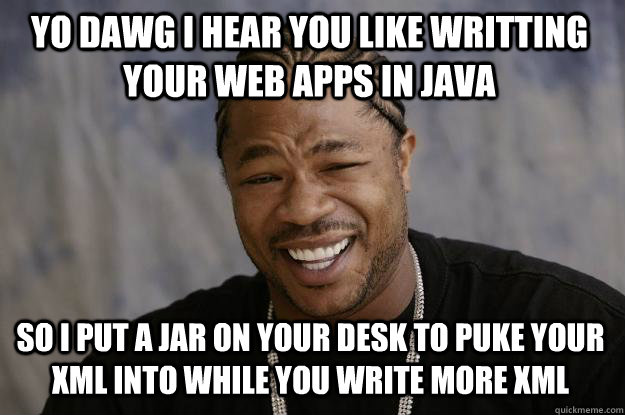 YO DAWG I HEAR YOU LIKE WRITTING
YOUR WEB APPS IN JAVA
SO I PUT A JAR ON YOUR DESK TO PUKE YOUR
XML INTO WHILE YOU WRITE MORE XML
quickmeme.com